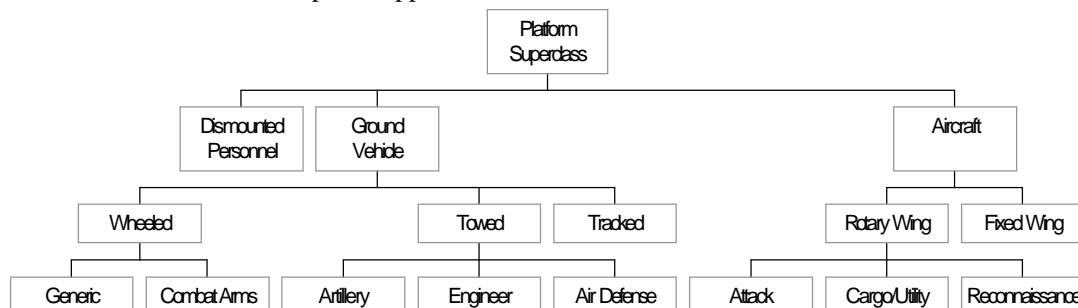 Platform
Superclass
Dismounted
Personnel
Ground
Vehicle
Aircraft
Wheeled
Towed
Tracked
Rotary Wing
Fixed Wing
Generic
Combat Arms
Artillery
Engineer
Air Defense
Attack
Cargo/Utility
Reconnaissance